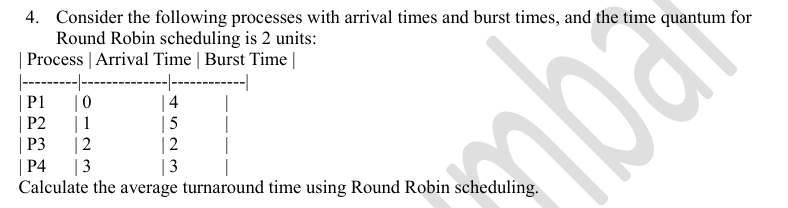 4. Consider the following processes with arrival times and burst times, and the time quantum for
Round Robin scheduling is 2 units:
| Process | Arrival Time | Burst Time |
|---------|--------------|------------|
| P1 | 0 | 4 |
| P2 | 1 | 5 |
| P3 | 2 | 2 |
| P4 | 3 | 3 |
Calculate the average turnaround time using Round Robin scheduling.